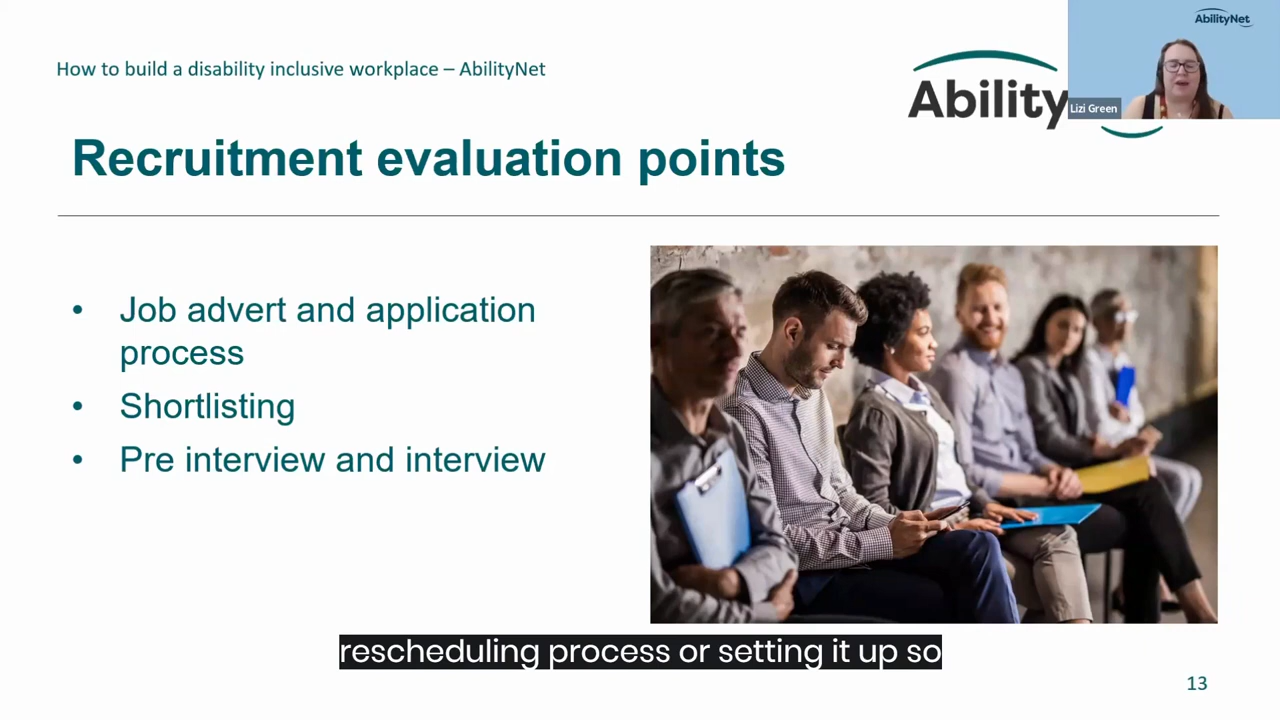 How to build a disability inclusive workplace – AbilityNet
AbilityNet
Ability
Lizi Green
Recruitment evaluation points
• Job advert and application
process
• Shortlisting
• Pre interview and interview
rescheduling process or setting it up so
13